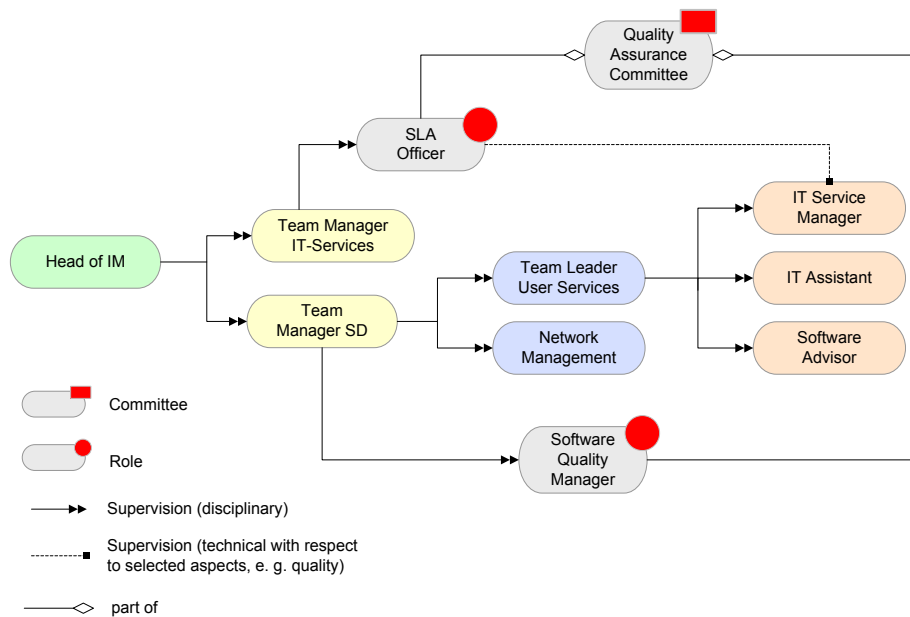 Quality
Assurance
Committee
SLA
Officer
IT Service
Manager
Team Manager
IT-Services
Head of IM
Team Leader
User Services
IT Assistant
Team
Manager SD
Network
Management
Software
Advisor
Committee
Software
Quality
Manager
Role
Supervision (disciplinary)
Supervision (technical with respect
to selected aspects, e. g. quality)
part of